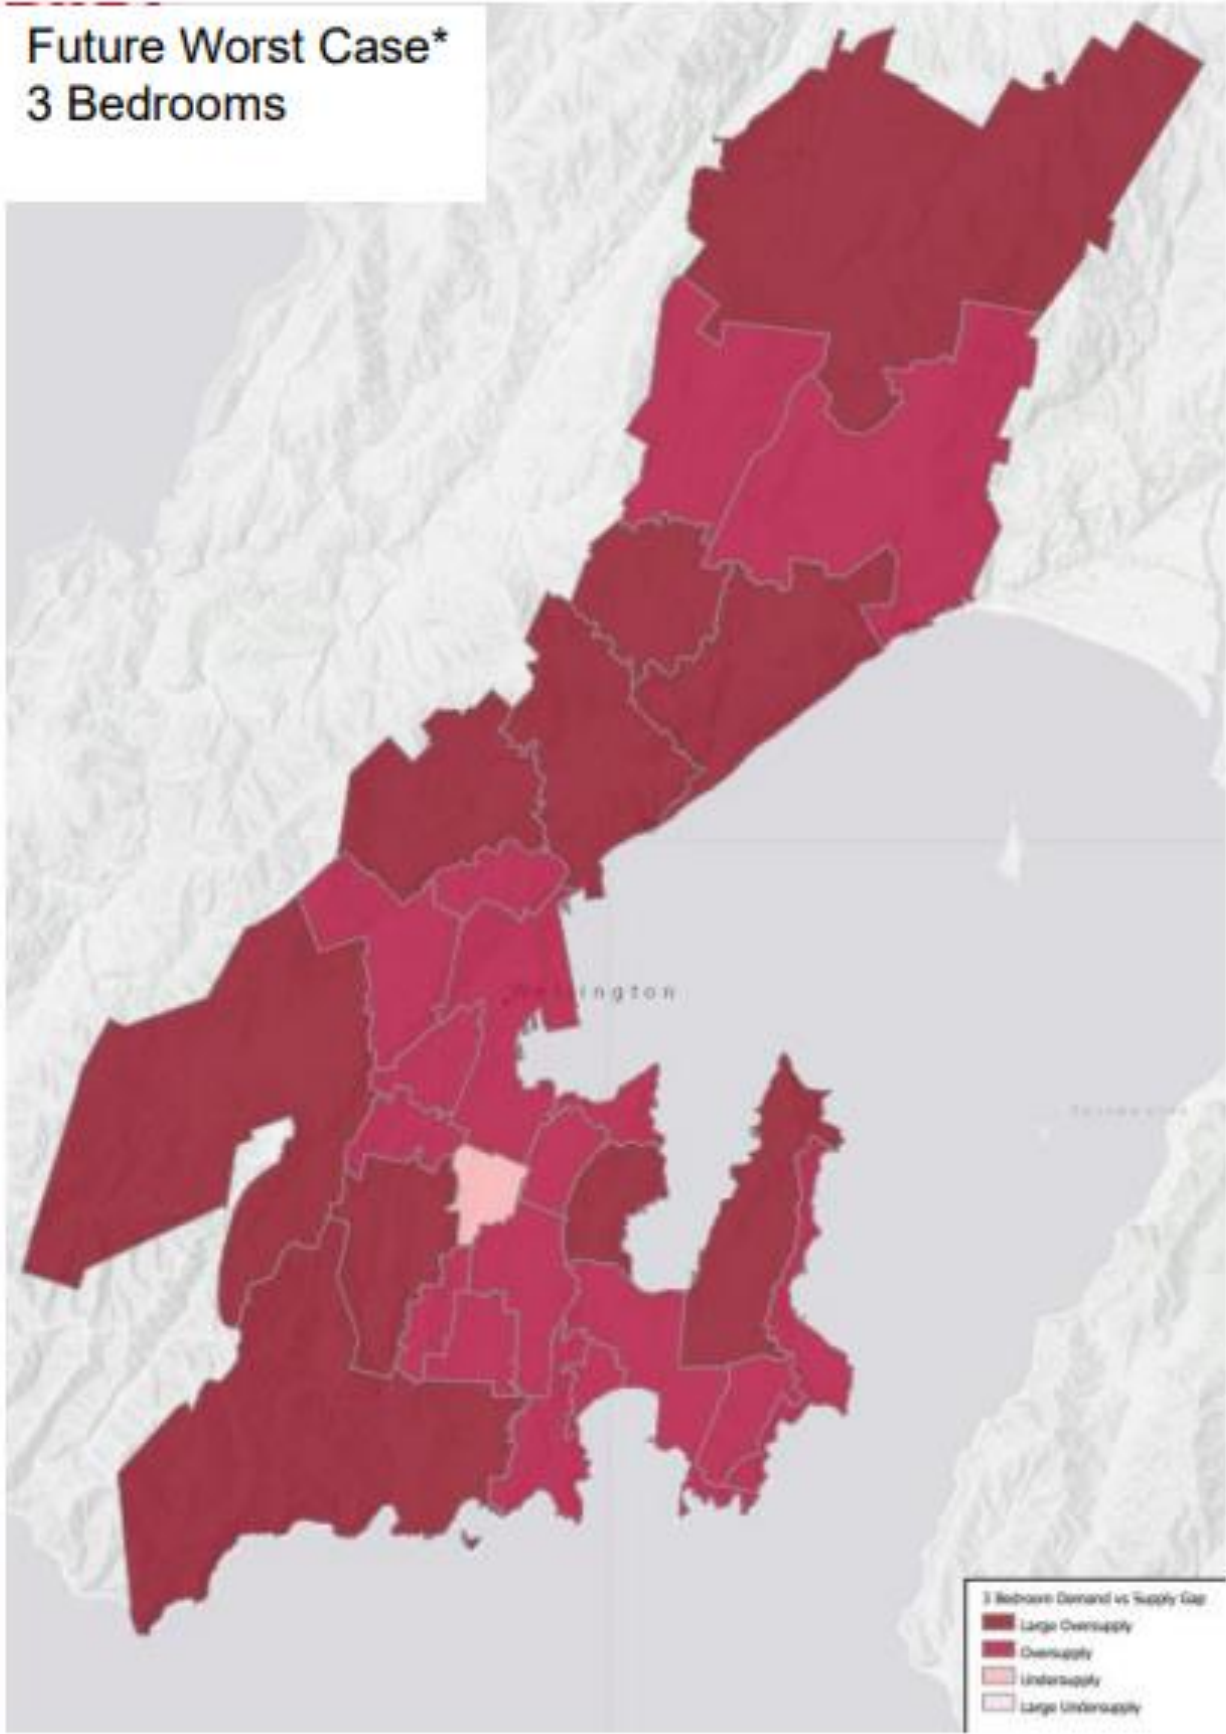 Future Worst Case*
3 Bedrooms
Wellington
3 Bedroom Demand vs Supply Gap
Large Oversupply
Oversupply
Undersupply
Large Undersupply